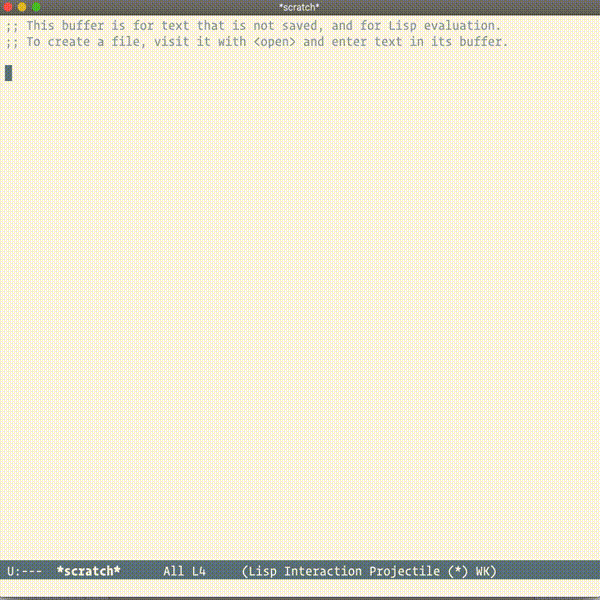 *scratch*
;; This buffer is for text that is not saved, and for Lisp evaluation.
;; To create a file, visit it with <open> and enter text in its buffer.
U:--- *scratch* All L4 (Lisp Interaction Projectile (*) WK)